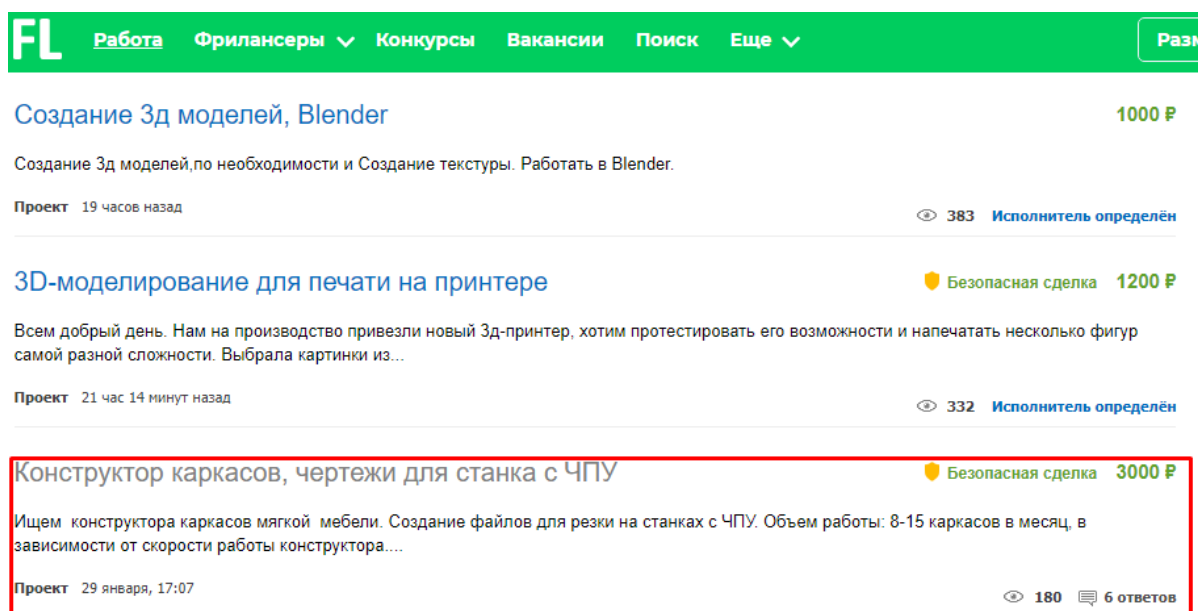 FL Работа Фрилансеры Конкурсы Вакансии Поиск Еще Разм
Создание 3д моделей, Blender 1000 ₽
Создание 3д моделей,по необходимости и Создание текстуры. Работать в Blender.
Проект 19 часов назад
383 Исполнитель определён
3D-моделирование для печати на принтере Безопасная сделка 1200 ₽
Всем добрый день. Нам на производство привезли новый 3д-принтер, хотим протестировать его возможности и напечатать несколько фигур
самой разной сложности. Выбрала картинки из...
Проект 21 час 14 минут назад
332 Исполнитель определён
Конструктор каркасов, чертежи для станка с ЧПУ Безопасная сделка 3000 ₽
Ищем конструктора каркасов мягкой мебели. Создание файлов для резки на станках с ЧПУ. Объем работы: 8-15 каркасов в месяц, в
зависимости от скорости работы конструктора....
Проект 29 января, 17:07
180 6 ответов